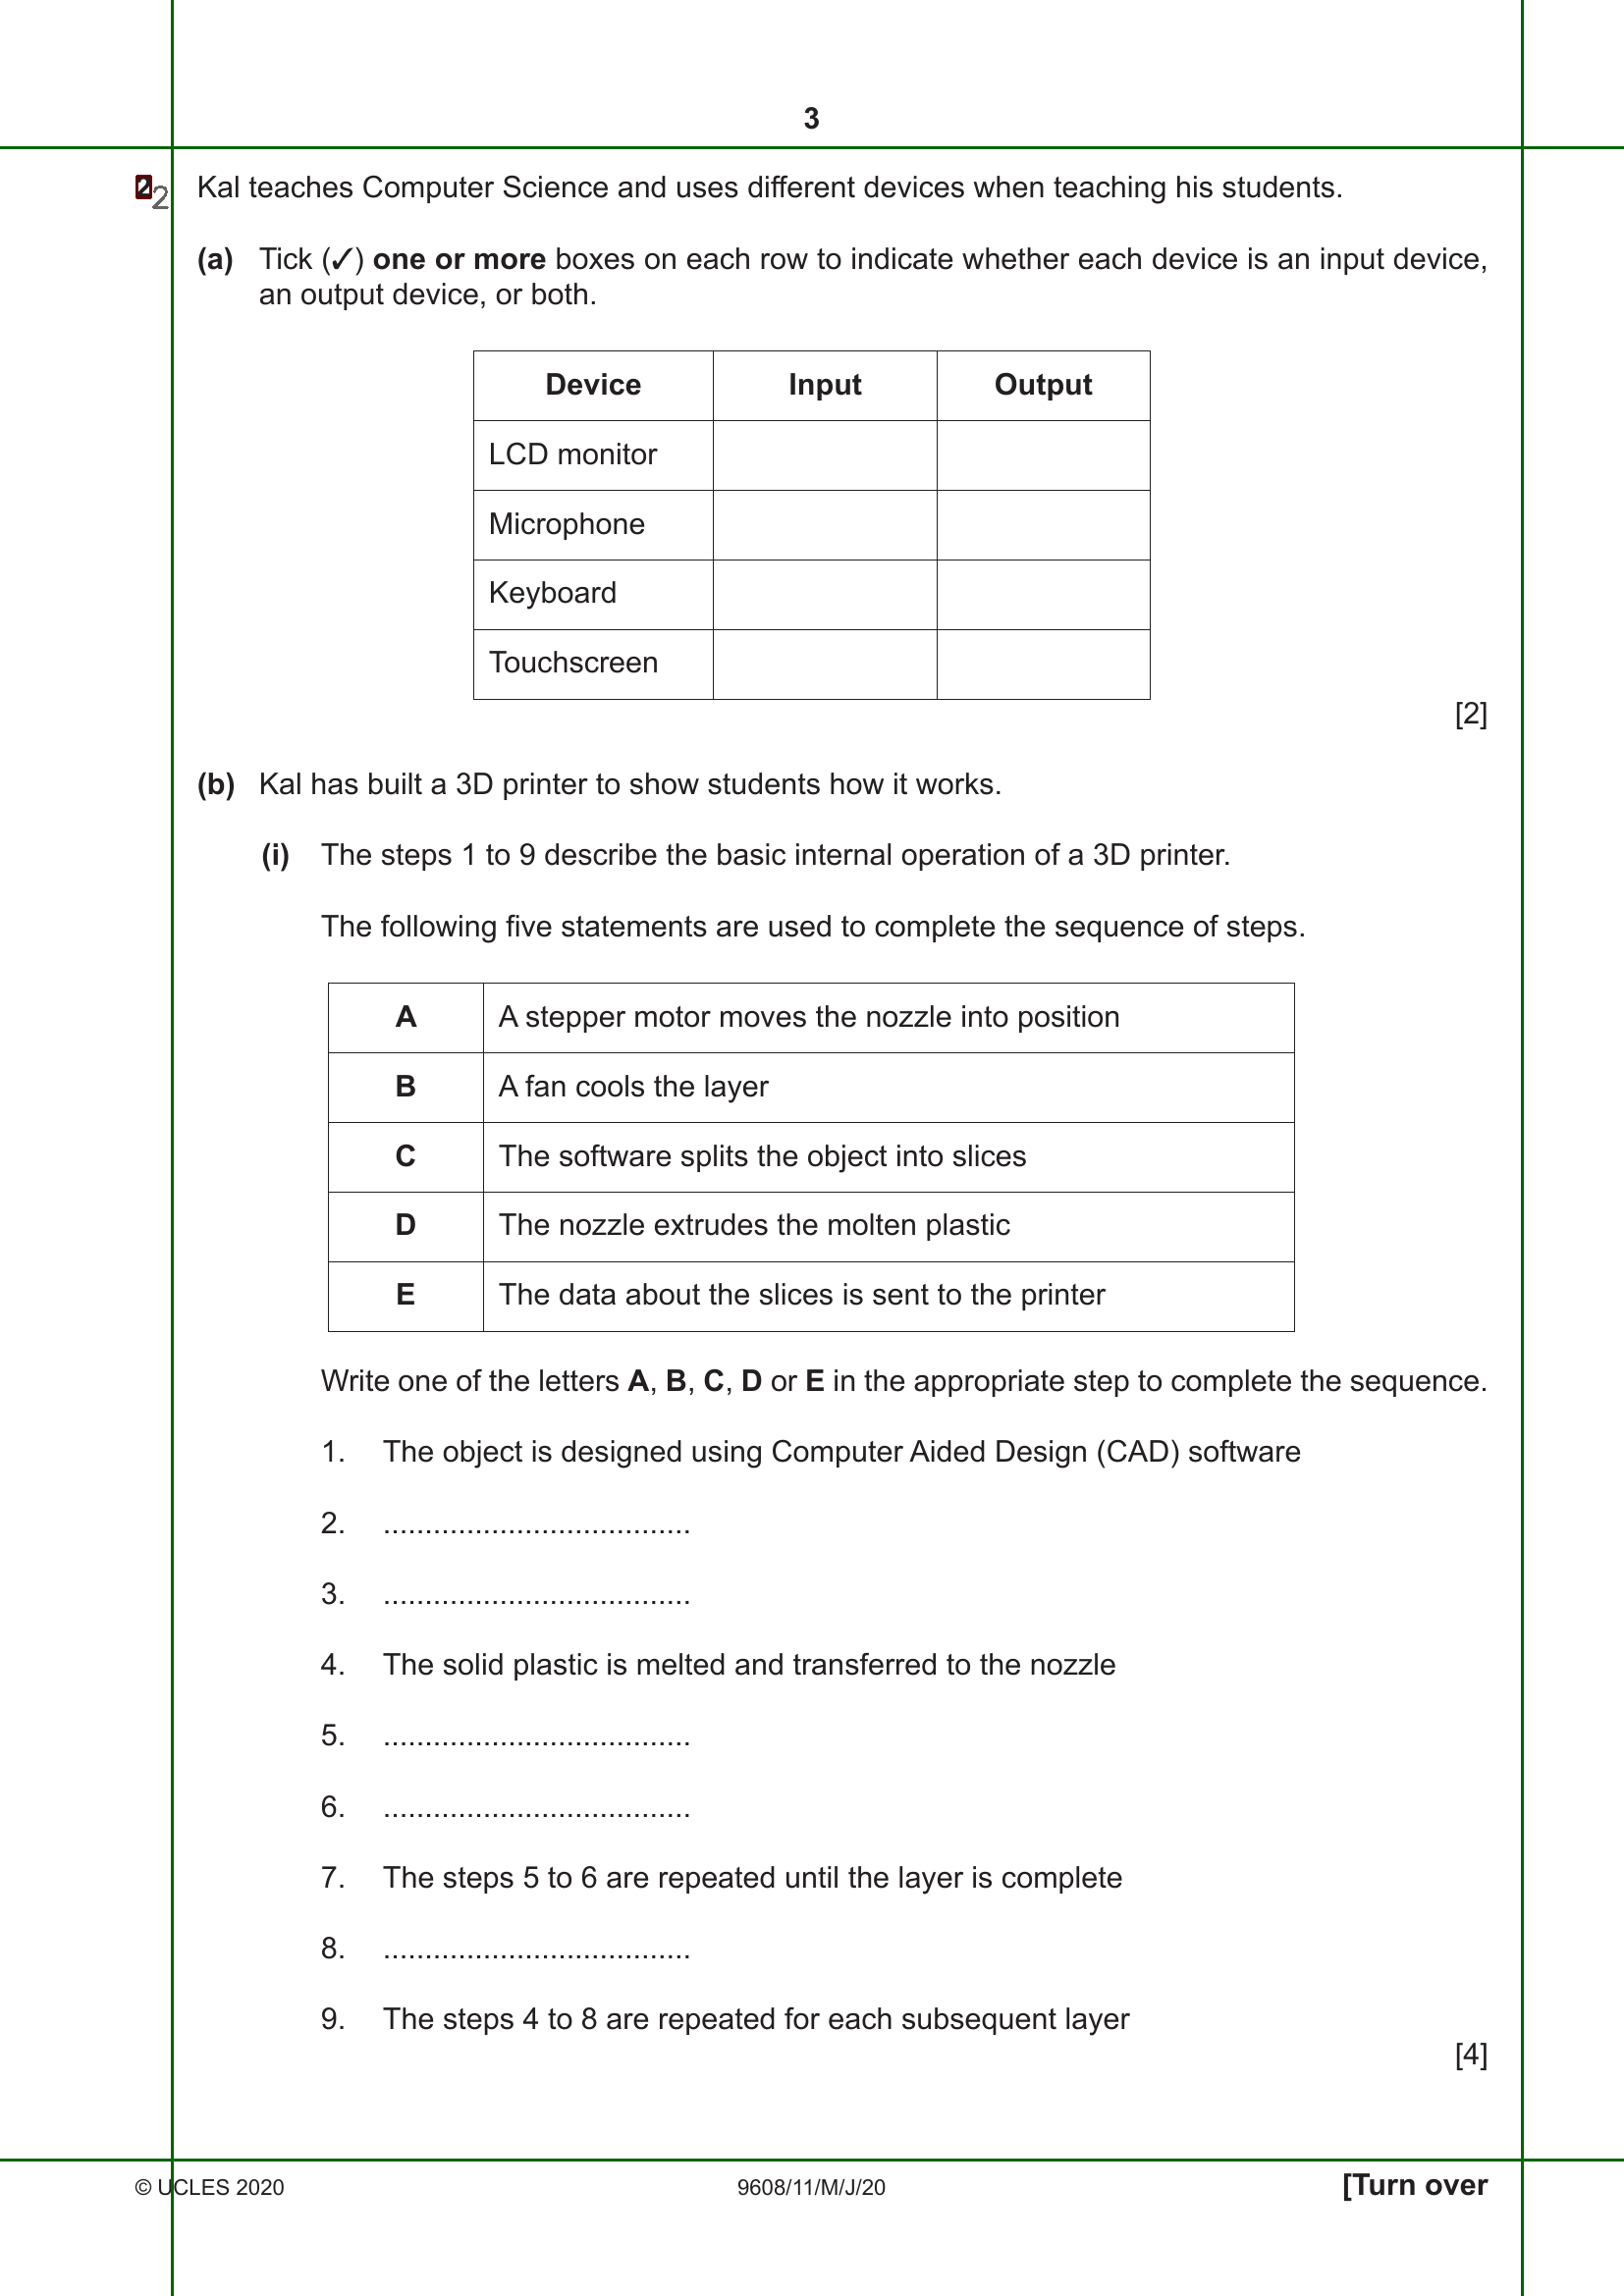 3
2 2 Kal teaches Computer Science and uses different devices when teaching his students.
(a) Tick (✓) one or more boxes on each row to indicate whether each device is an input device,
an output device, or both.
Device Input Output
LCD monitor
Microphone
Keyboard
Touchscreen
[2]
(b) Kal has built a 3D printer to show students how it works.
(i) The steps 1 to 9 describe the basic internal operation of a 3D printer.
The following five statements are used to complete the sequence of steps.
A A stepper motor moves the nozzle into position
B A fan cools the layer
C The software splits the object into slices
D The nozzle extrudes the molten plastic
E The data about the slices is sent to the printer
Write one of the letters A, B, C, D or E in the appropriate step to complete the sequence.
1. The object is designed using Computer Aided Design (CAD) software
2. .....................................
3. .....................................
4. The solid plastic is melted and transferred to the nozzle
5. .....................................
6. .....................................
7. The steps 5 to 6 are repeated until the layer is complete
8. .....................................
9. The steps 4 to 8 are repeated for each subsequent layer
[4]
© UCLES 2020 9608/11/M/J/20 [Turn over